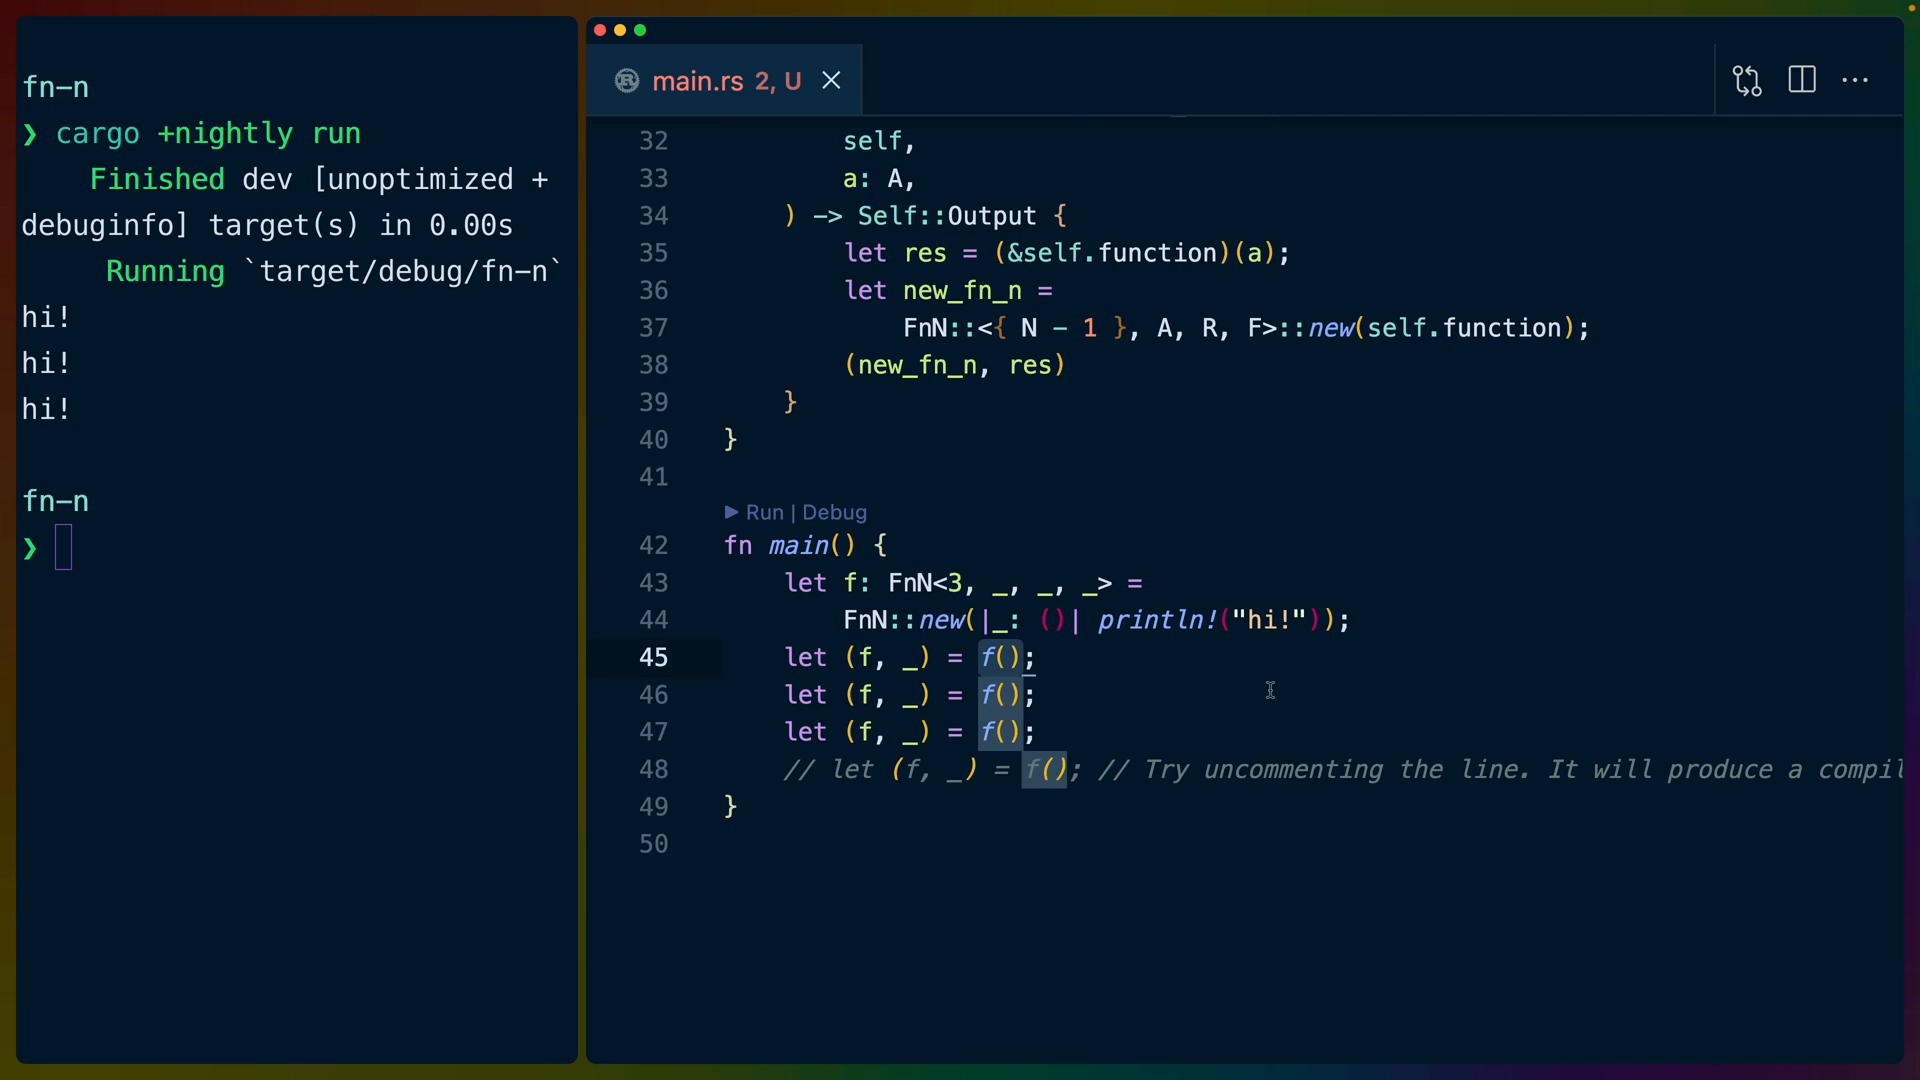 fn-n
❯ cargo +nightly run
Finished dev [unoptimized +
debuginfo] target(s) in 0.00s
Running `target/debug/fn-n`
hi!
hi!
hi!
fn-n
❯
main.rs 2, U
32 self,
33 a: A,
34 ) -> Self::Output {
35 let res = (&self.function)(a);
36 let new_fn_n =
37 FnN::<{ N - 1 }, A, R, F>::new(self.function);
38 (new_fn_n, res)
39 }
40 }
41
Run | Debug
42 fn main() {
43 let f: FnN<3, _, _, _> =
44 FnN::new(|_: ()| println!("hi!"));
45 let (f, _) = f();
46 let (f, _) = f();
47 let (f, _) = f();
48 // let (f, _) = f(); // Try uncommenting the line. It will produce a compil
49 }
50